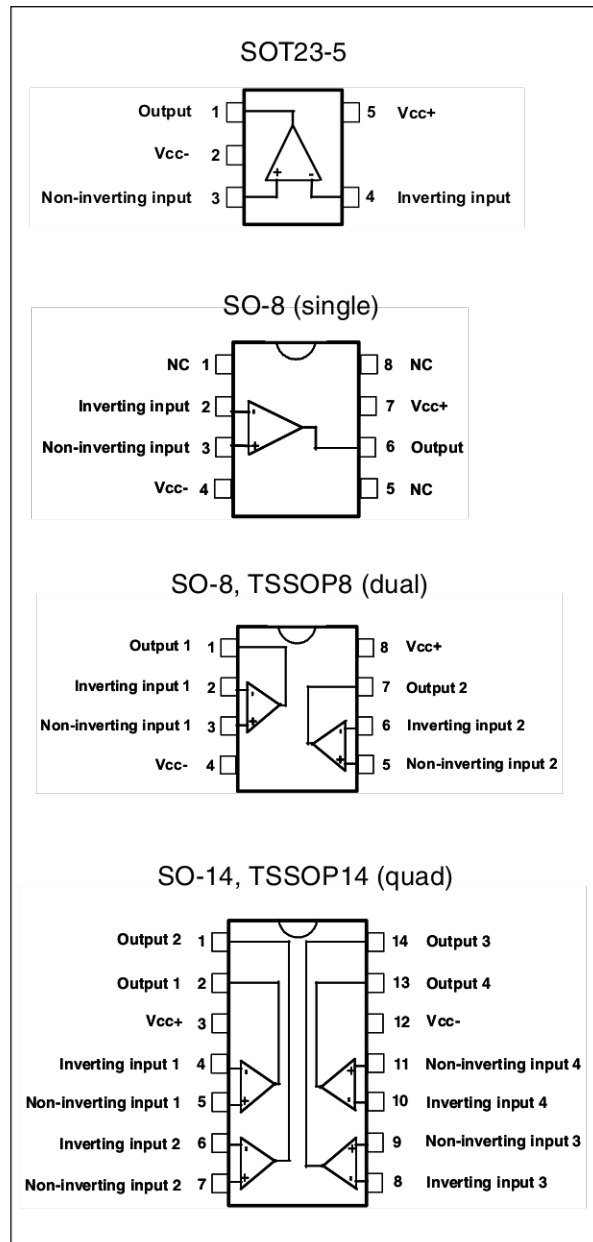 SOT23-5
Output 1 5 Vcc+
Vcc- 2
Non-inverting input 3 + - 4 Inverting input
SO-8 (single)
NC 1 8 NC
Inverting input 2 - 7 Vcc+
Non-inverting input 3 + 6 Output
Vcc- 4 5 NC
SO-8, TSSOP8 (dual)
Output 1 1 8 Vcc+
Inverting input 1 2 - 7 Output 2
Non-inverting input 1 3 + - 6 Inverting input 2
Vcc- 4 + 5 Non-inverting input 2
SO-14, TSSOP14 (quad)
Output 2 1 14 Output 3
Output 1 2 13 Output 4
Vcc+ 3 12 Vcc-
Inverting input 1 4 - + 11 Non-inverting input 4
Non-inverting input 1 5 + - 10 Inverting input 4
Inverting input 2 6 - + 9 Non-inverting input 3
Non-inverting input 2 7 + - 8 Inverting input 3